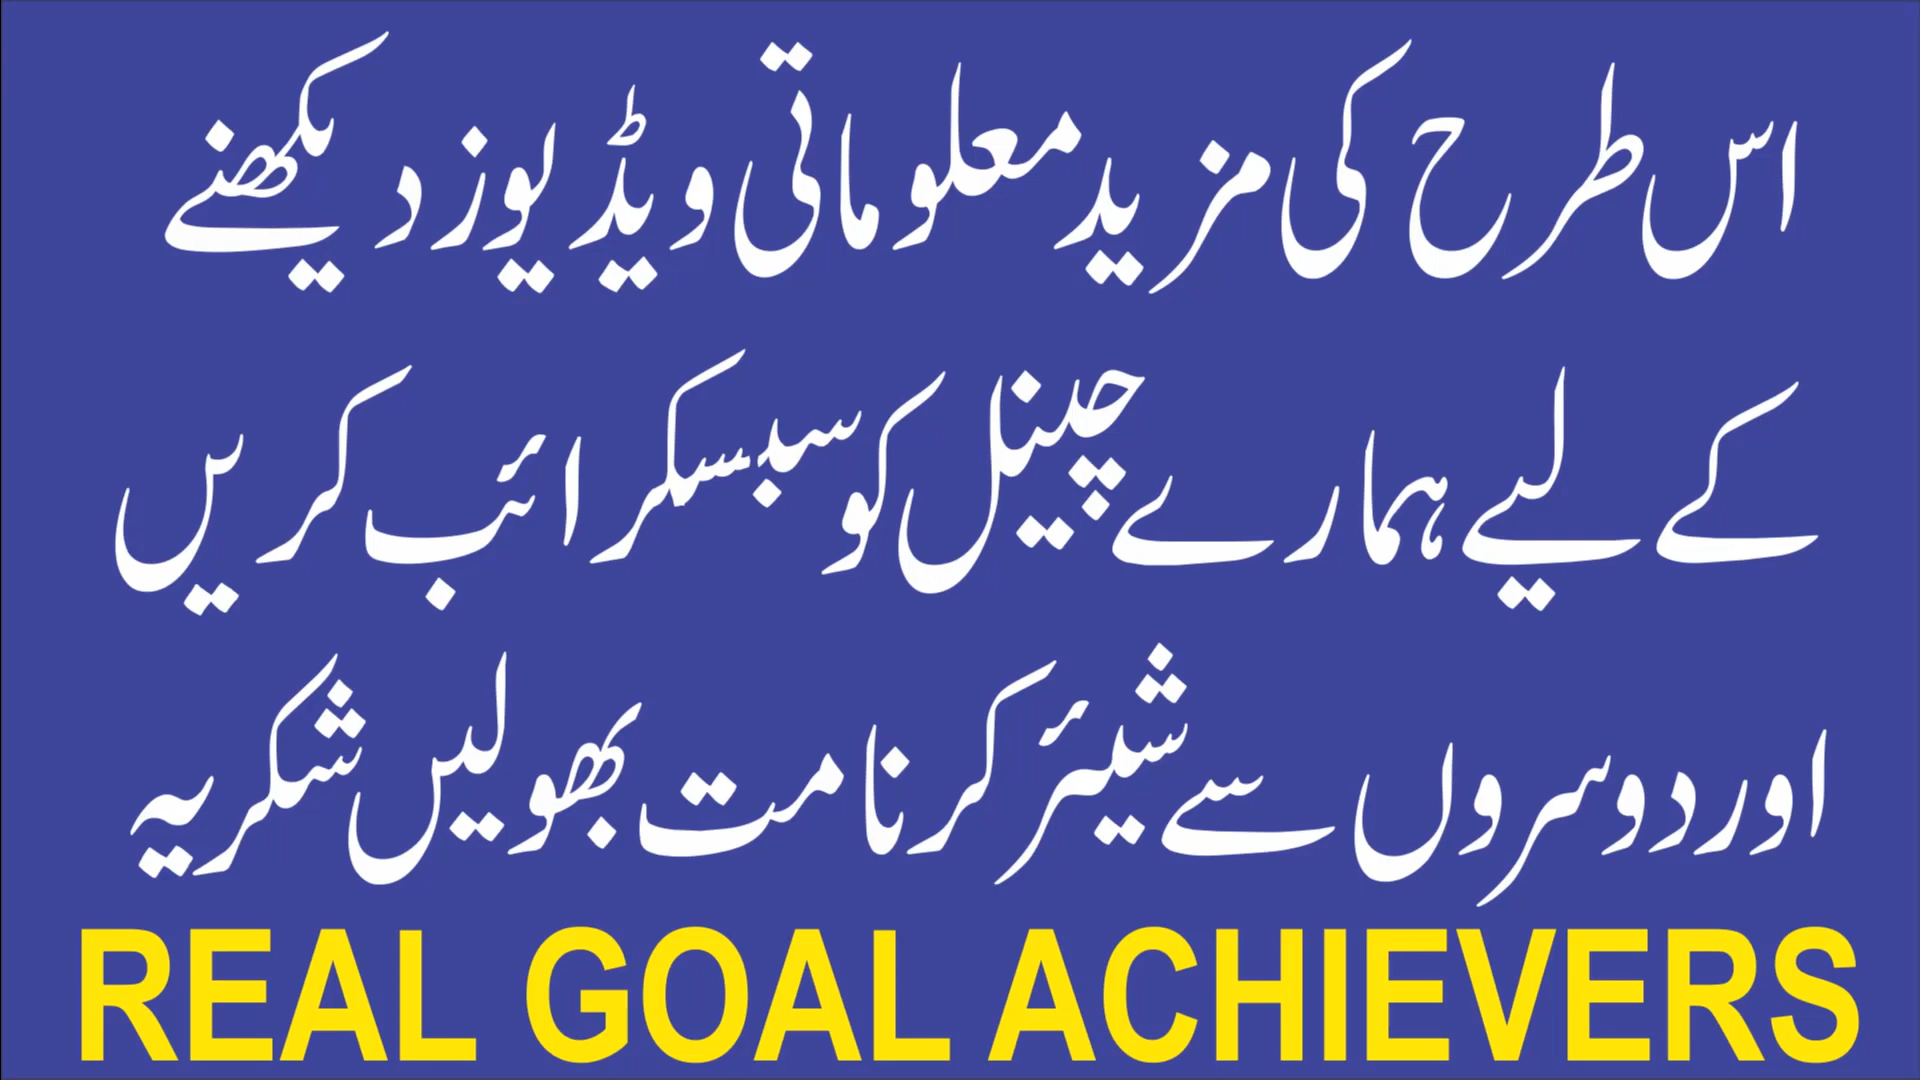 اس طرح کی مزید معلوماتی ویڈیوز دیکھنے
کے لیے ہمارے چینل کو سبسکرائب کریں
اور دوسروں سے شیئر کرنا مت بھولیں شکریہ
REAL GOAL ACHIEVERS